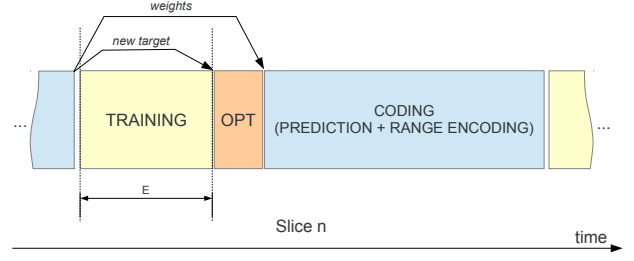 weights
new target
...
TRAINING
OPT
CODING
(PREDICTION + RANGE ENCODING)
...
E
Slice n
time